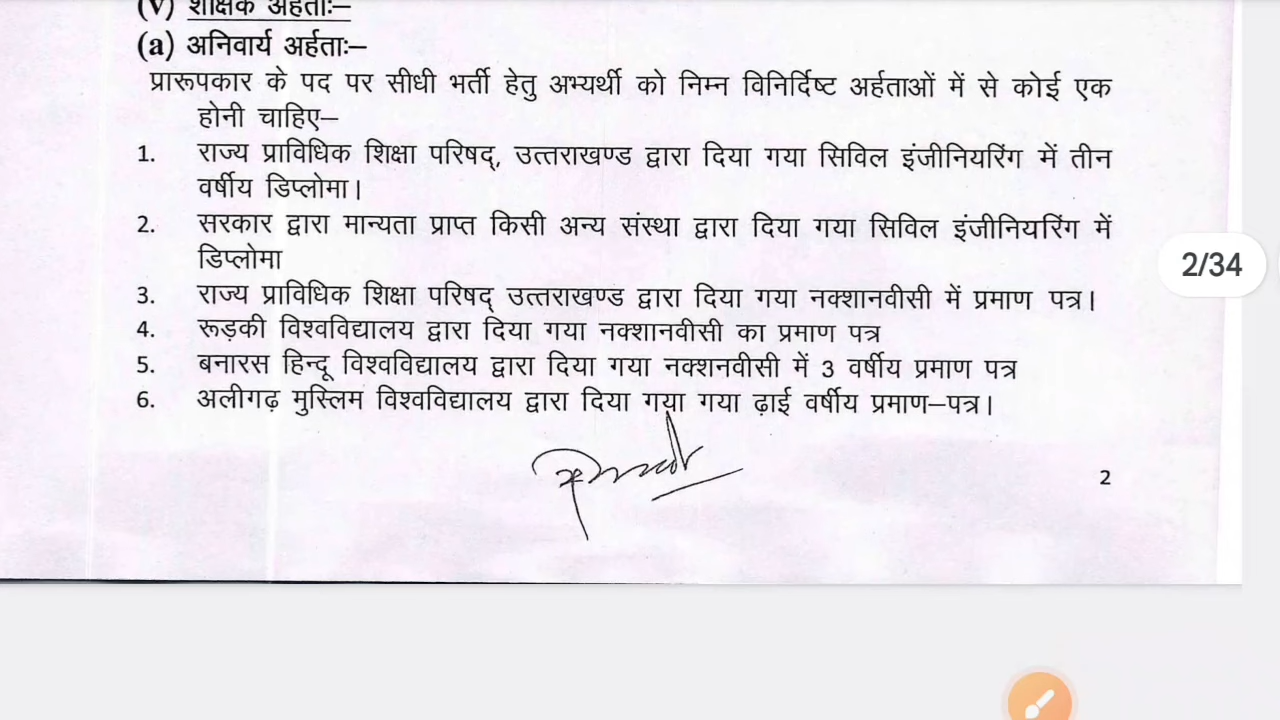 (v) शैक्षिक अर्हताः–
(a) अनिवार्य अर्हताः–
प्रारूपकार के पद पर सीधी भर्ती हेतु अभ्यर्थी को निम्न विनिर्दिष्ट अर्हताओं में से कोई एक
होनी चाहिए–
1. राज्य प्राविधिक शिक्षा परिषद्, उत्तराखण्ड द्वारा दिया गया सिविल इंजीनियरिंग में तीन
वर्षीय डिप्लोमा।
2. सरकार द्वारा मान्यता प्राप्त किसी अन्य संस्था द्वारा दिया गया सिविल इंजीनियरिंग में
डिप्लोमा
2/34
3. राज्य प्राविधिक शिक्षा परिषद् उत्तराखण्ड द्वारा दिया गया नक्शानवीसी में प्रमाण पत्र।
4. रूड़की विश्वविद्यालय द्वारा दिया गया नक्शानवीसी का प्रमाण पत्र
5. बनारस हिन्दू विश्वविद्यालय द्वारा दिया गया नक्शनवीसी में 3 वर्षीय प्रमाण पत्र
6. अलीगढ़ मुस्लिम विश्वविद्यालय द्वारा दिया गया गया ढ़ाई वर्षीय प्रमाण–पत्र।
2